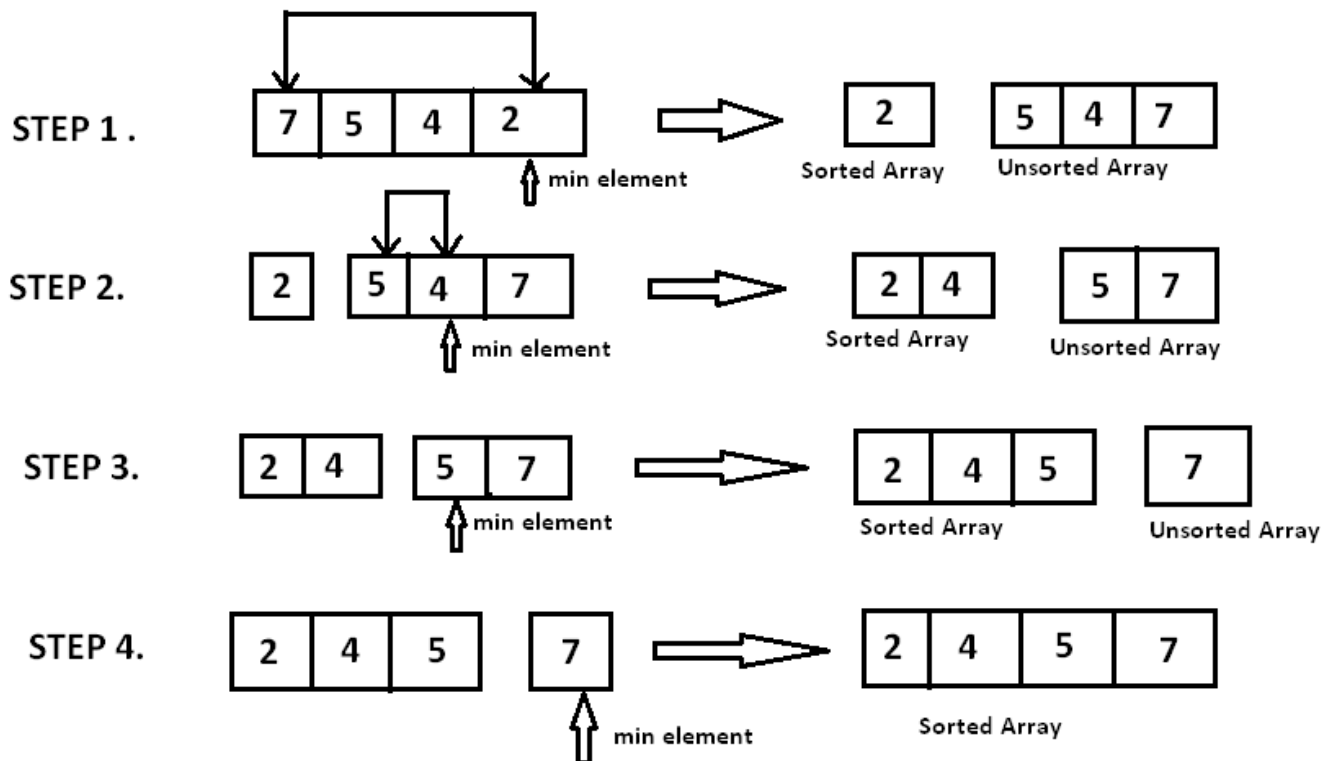 STEP 1 .
7 5 4 2
min element
2
Sorted Array
5 4 7
Unsorted Array
STEP 2.
2
5 4 7
min element
2 4
Sorted Array
5 7
Unsorted Array
STEP 3.
2 4
5 7
min element
2 4 5
Sorted Array
7
Unsorted Array
STEP 4.
2 4 5
7
min element
2 4 5 7
Sorted Array